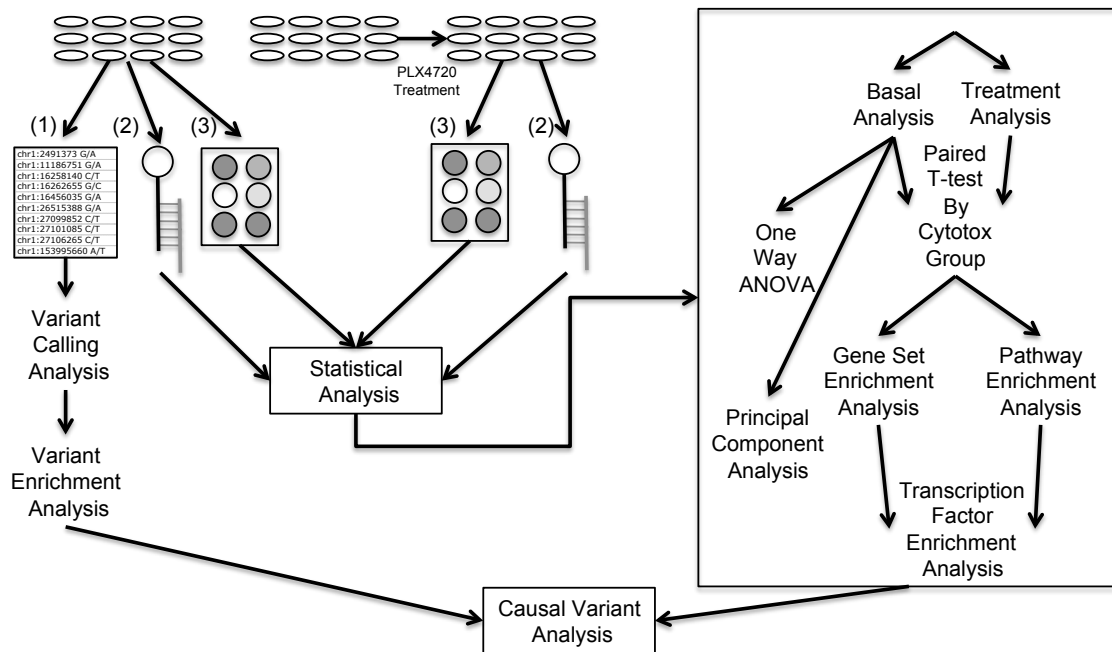 PLX4720
Treatment
(1)
(2)
(3)
(3)
(2)
chr1:2491373 G/A
chr1:11186751 G/A
chr1:16258140 C/T
chr1:16262655 G/C
chr1:16456035 G/A
chr1:26515388 G/A
chr1:27099852 C/T
chr1:27101085 C/T
chr1:27106265 C/T
chr1:153995660 A/T
Variant
Calling
Analysis
Variant
Enrichment
Analysis
Statistical
Analysis
Basal
Analysis
Treatment
Analysis
Paired
T-test
By
Cytotox
Group
One
Way
ANOVA
Principal
Component
Analysis
Gene Set
Enrichment
Analysis
Pathway
Enrichment
Analysis
Transcription
Factor
Enrichment
Analysis
Causal Variant
Analysis